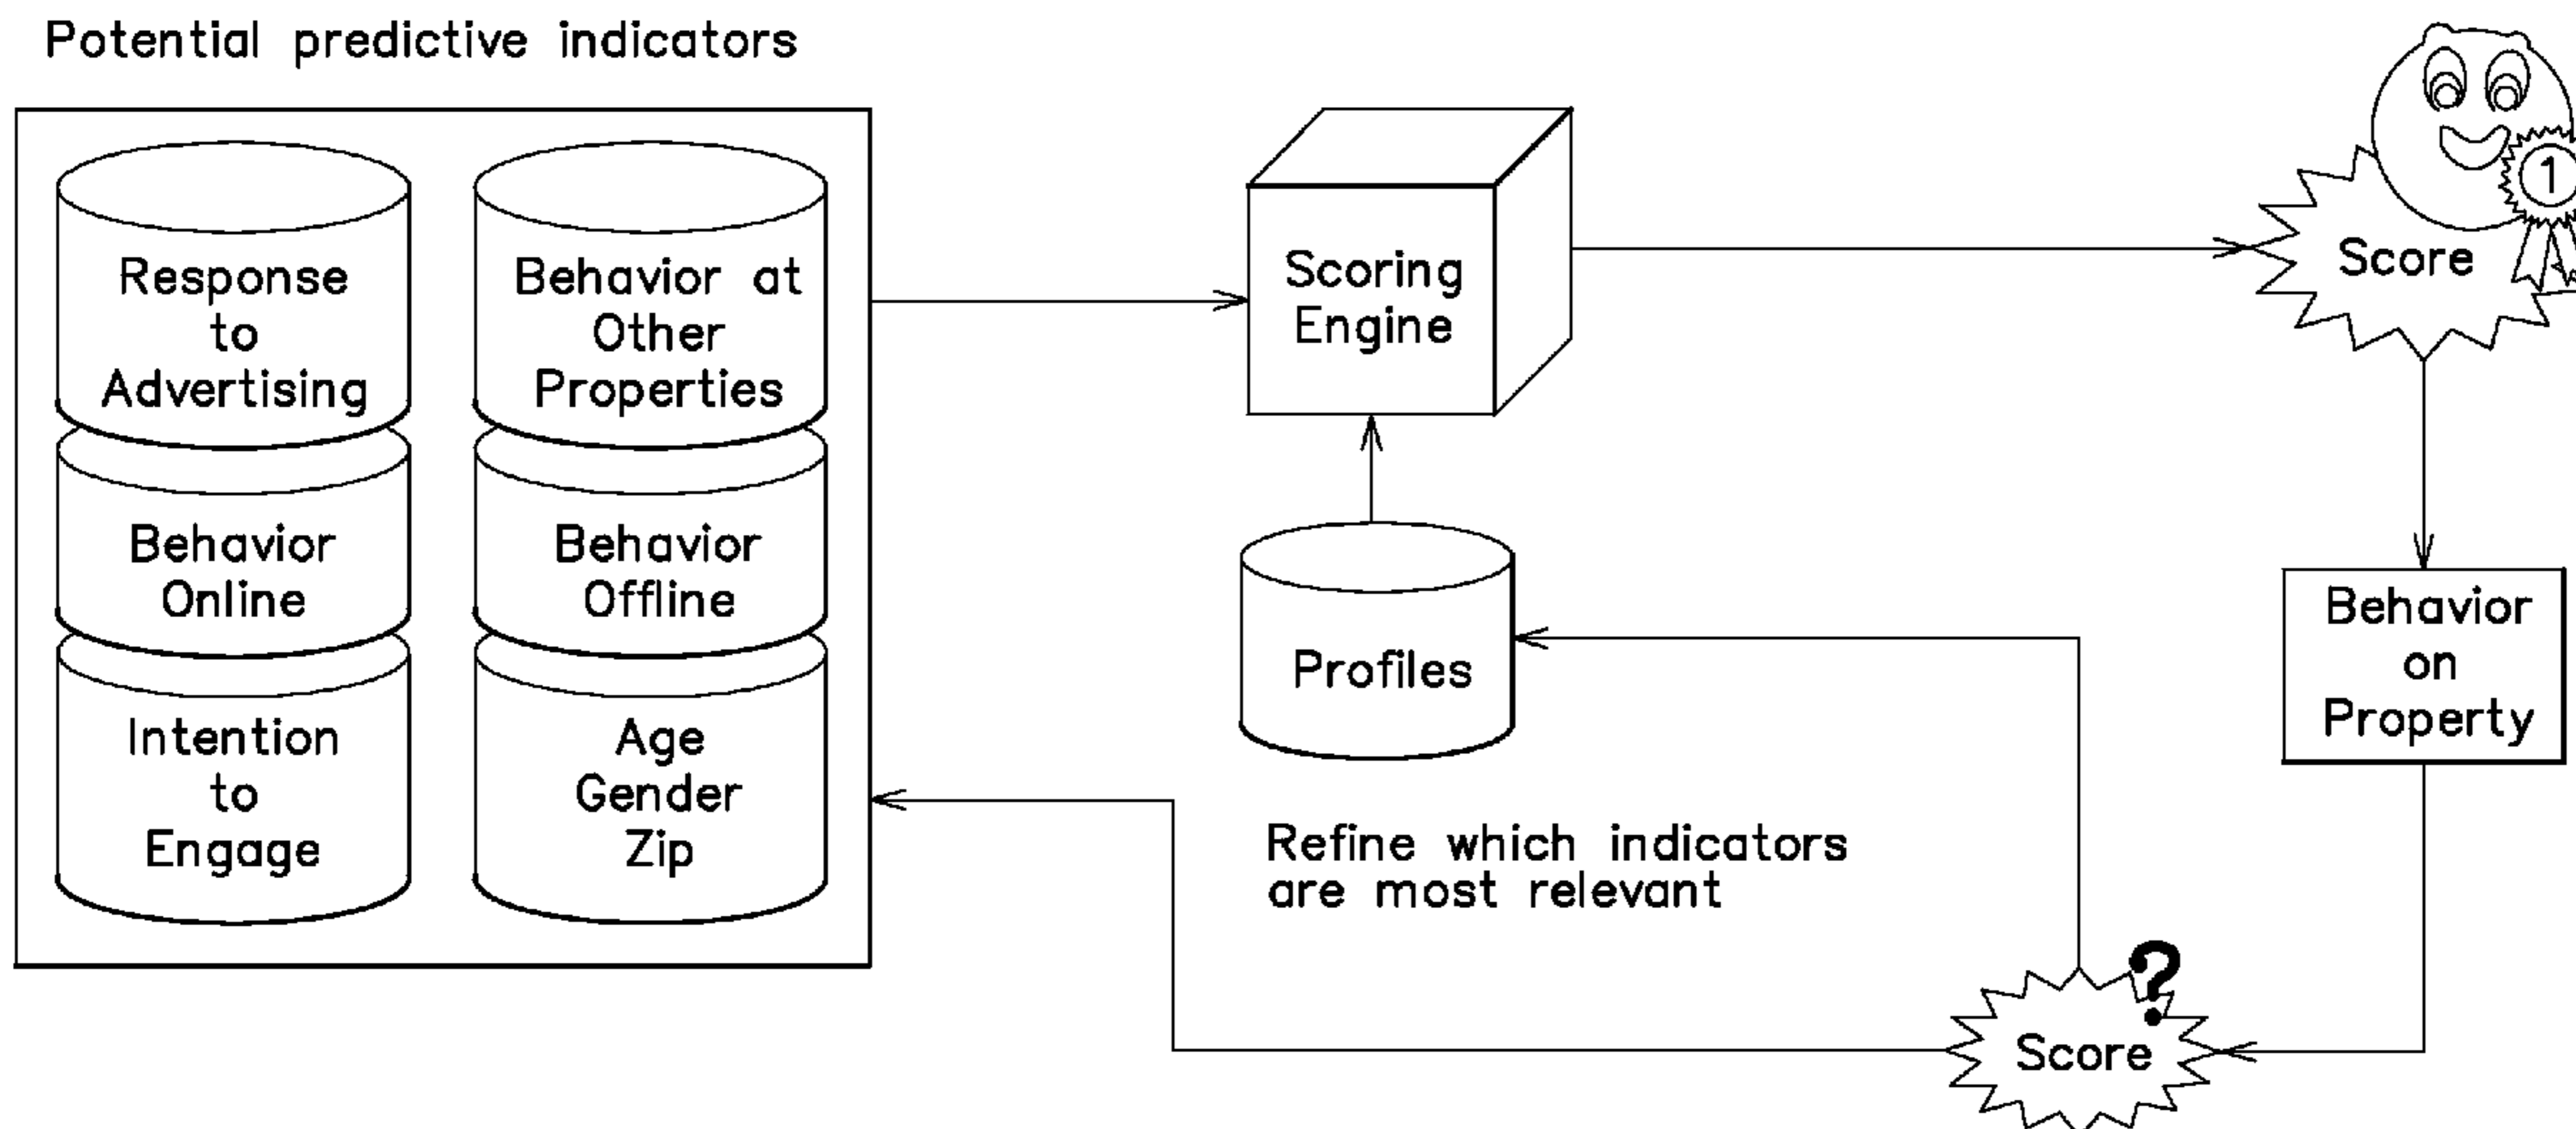 Potential predictive indicators
Response
to
Advertising
Behavior at
Other
Properties
Behavior
Online
Behavior
Offline
Intention
to
Engage
Age
Gender
Zip
Scoring
Engine
Profiles
Refine which indicators
are most relevant
1
Score
Behavior
on
Property
?
Score